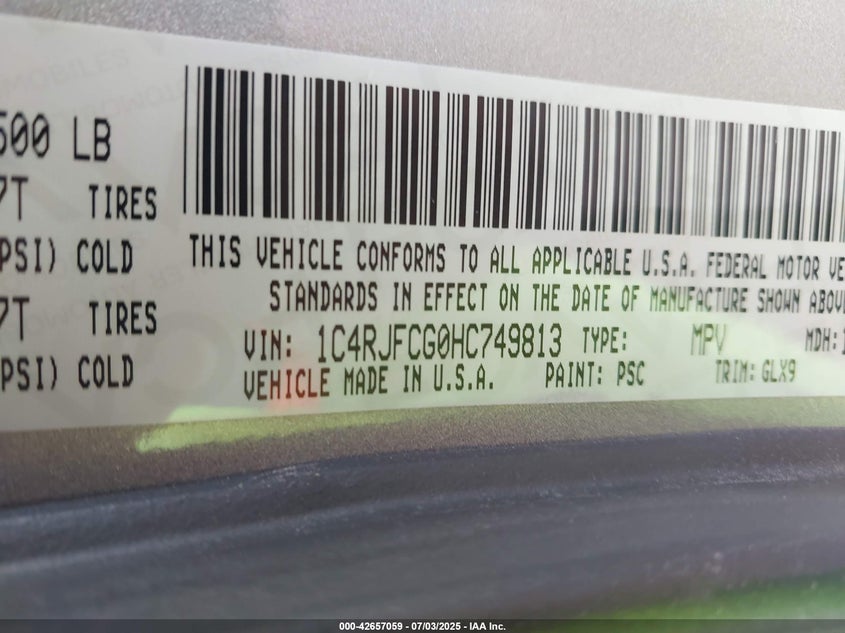 500 LB
7T TIRES
PSI) COLD
7T TIRES
PSI) COLD
THIS VEHICLE CONFORMS TO ALL APPLICABLE U.S.A. FEDERAL MOTOR VE
STANDARDS IN EFFECT ON THE DATE OF MANUFACTURE SHOWN ABOV
VIN: 1C4RJFCG0HC749813 TYPE: MPV MDH:1
VEHICLE MADE IN U.S.A. PAINT: PSC TRIM: GLX9
000-42657059 - 07/03/2025 - IAA Inc.